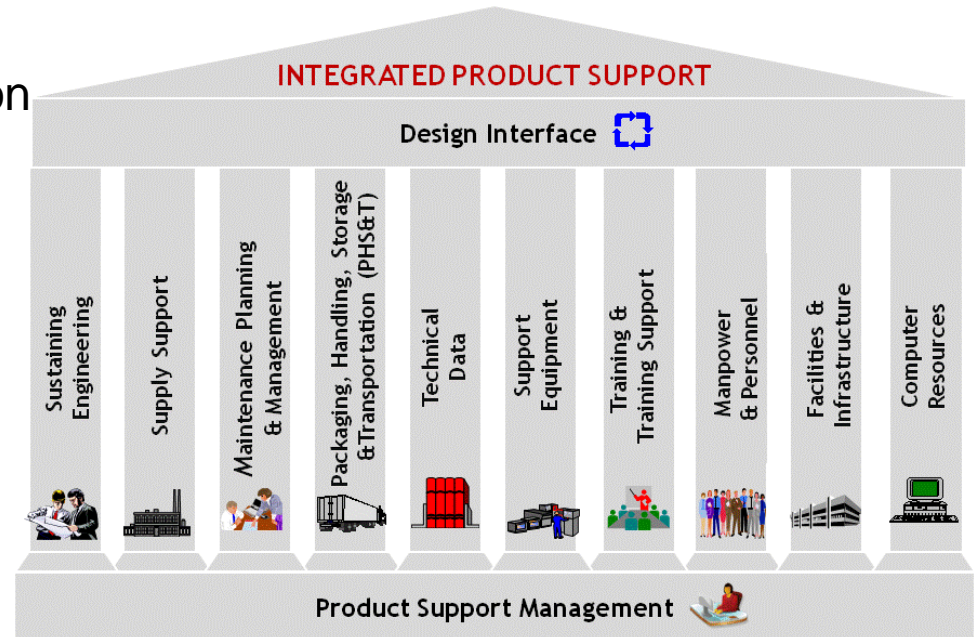 INTEGRATED PRODUCT SUPPORT
on
Design Interface
Sustaining
Engineering
Supply Support
Maintenance Planning
& Management
Packaging, Handling, Storage
&Transportation (PHS&T)
Technical
Data
Support
Equipment
Training &
Training Support
Manpower
& Personnel
Facilities &
Infrastructure
Computer
Resources
Product Support Management